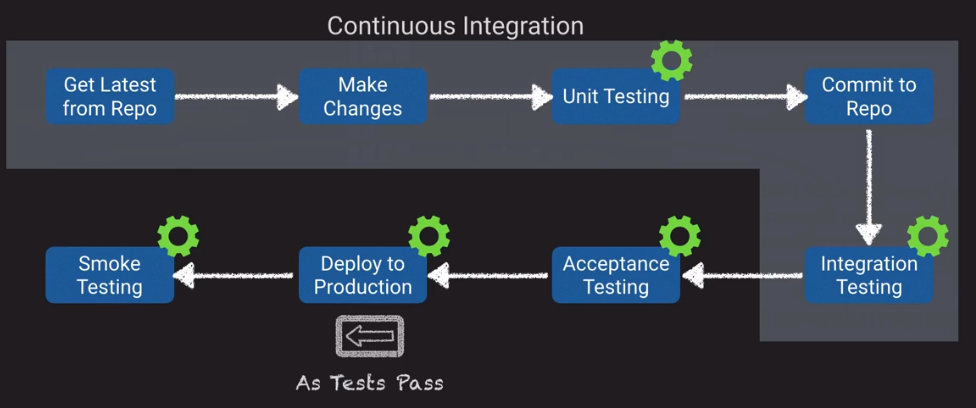 Continuous Integration
Get Latest
from Repo
Make
Changes
Unit Testing
Commit to
Repo
Smoke
Testing
Deploy to
Production
Acceptance
Testing
Integration
Testing
As Tests Pass